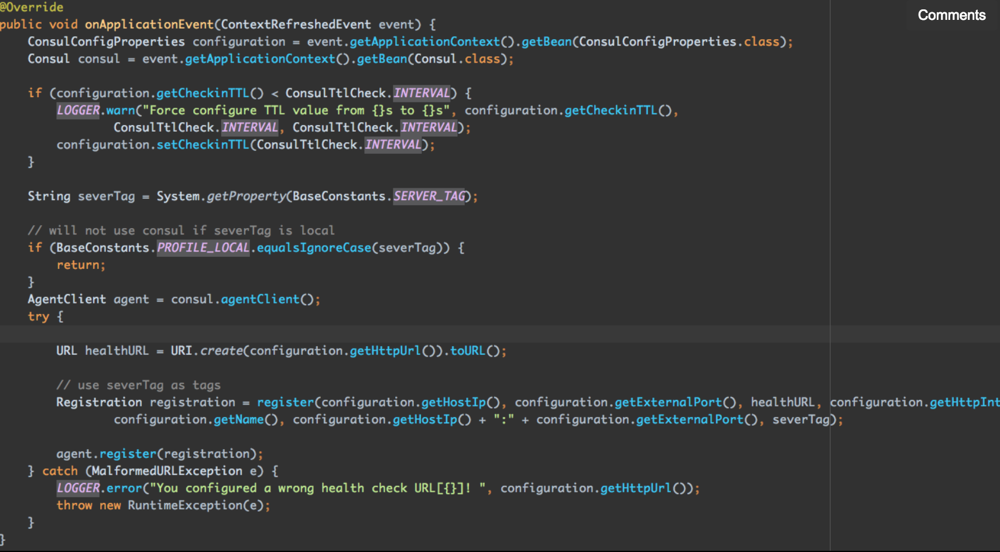 @Override
Comments
public void onApplicationEvent(ContextRefreshedEvent event) {
ConsulConfigProperties configuration = event.getApplicationContext().getBean(ConsulConfigProperties.class);
Consul consul = event.getApplicationContext().getBean(Consul.class);
if (configuration.getCheckinTTL() < ConsulTtlCheck.INTERVAL) {
LOGGER.warn("Force configure TTL value from {}s to {}s", configuration.getCheckinTTL(),
ConsulTtlCheck.INTERVAL, ConsulTtlCheck.INTERVAL);
configuration.setCheckinTTL(ConsulTtlCheck.INTERVAL);
}
String severTag = System.getProperty(BaseConstants.SERVER_TAG);
// will not use consul if severTag is local
if (BaseConstants.PROFILE_LOCAL.equalsIgnoreCase(severTag)) {
return;
}
AgentClient agent = consul.agentClient();
try {
URL healthURL = URI.create(configuration.getHttpUrl()).toURL();
// use severTag as tags
Registration registration = register(configuration.getHostIp(), configuration.getExternalPort(), healthURL, configuration.getHttpInt
configuration.getName(), configuration.getHostIp() + ":" + configuration.getExternalPort(), severTag);
agent.register(registration);
} catch (MalformedURLException e) {
LOGGER.error("You configured a wrong health check URL[{}]! ", configuration.getHttpUrl());
throw new RuntimeException(e);
}
}